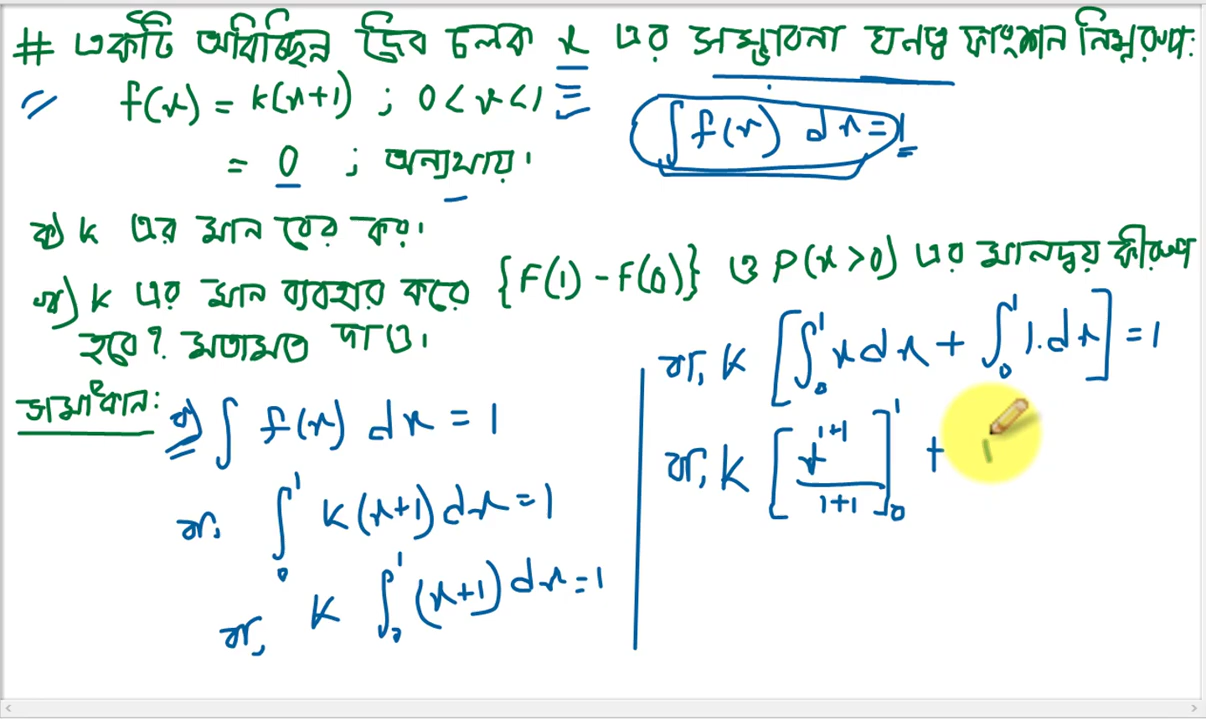 # একটি অবিচ্ছিন্ন দ্বৈব চলক x এর সম্ভাবনা ঘনত্ব ফাংশান নিম্নরূপ:
f(x) = k(x+1) ; 0 < x < 1
= 0 ; অন্যথায়।
∫ f(x) dx = 1
ক) k এর মান বের কর।
খ) k এর মান ব্যবহার করে {F(1) - F(0)} ও P(x > 0) এর মানদ্বয় কীরূপ
হবে? মতামত দাও।
সমাধান: ক) ∫ f(x) dx = 1
বা, ∫₀¹ k(x+1) dx = 1
বা, k ∫₀¹ (x+1) dx = 1
বা, k [∫₀¹ x dx + ∫₀¹ 1. dx] = 1
বা, k [x¹⁺¹/1+1]₀¹ +